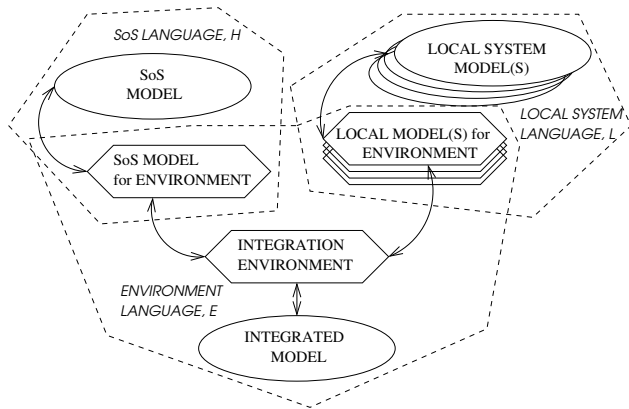 SoS LANGUAGE, H
SoS
MODEL
LOCAL SYSTEM
MODEL(S)
LOCAL SYSTEM
LANGUAGE, L
LOCAL MODEL(S) for
ENVIRONMENT
SoS MODEL
for ENVIRONMENT
INTEGRATION
ENVIRONMENT
ENVIRONMENT
LANGUAGE, E
INTEGRATED
MODEL